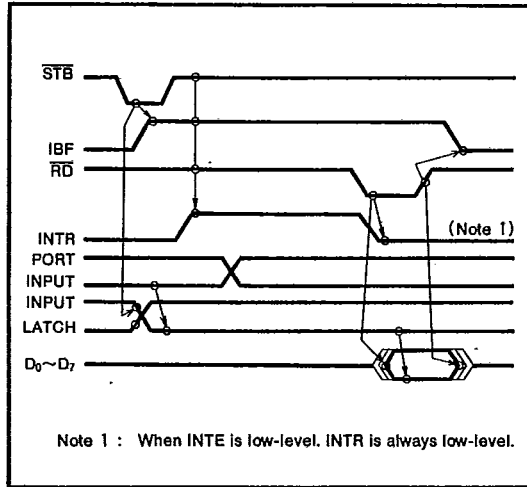 STB
IBF
RD
INTR
(Note 1)
PORT
INPUT
INPUT
LATCH
D₀~D₇
Note 1 : When INTE is low-level. INTR is always low-level.